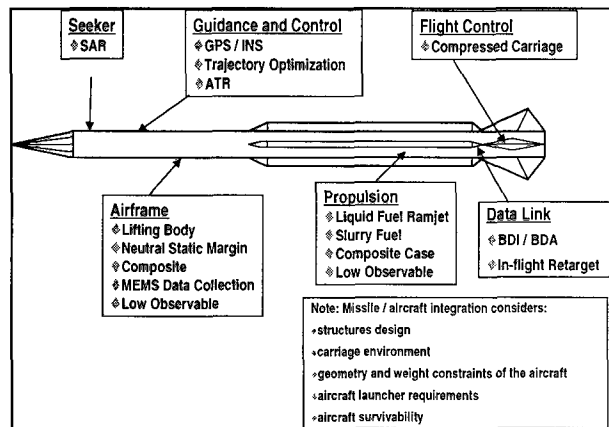 Seeker
SAR
Guidance and Control
GPS / INS
Trajectory Optimization
ATR
Flight Control
Compressed Carriage
Airframe
Lifting Body
Neutral Static Margin
Composite
MEMS Data Collection
Low Observable
Propulsion
Liquid Fuel Ramjet
Slurry Fuel
Composite Case
Low Observable
Data Link
BDI / BDA
In-flight Retarget
Note: Missile / aircraft integration considers:
structures design
carriage environment
geometry and weight constraints of the aircraft
aircraft launcher requirements
aircraft survivability